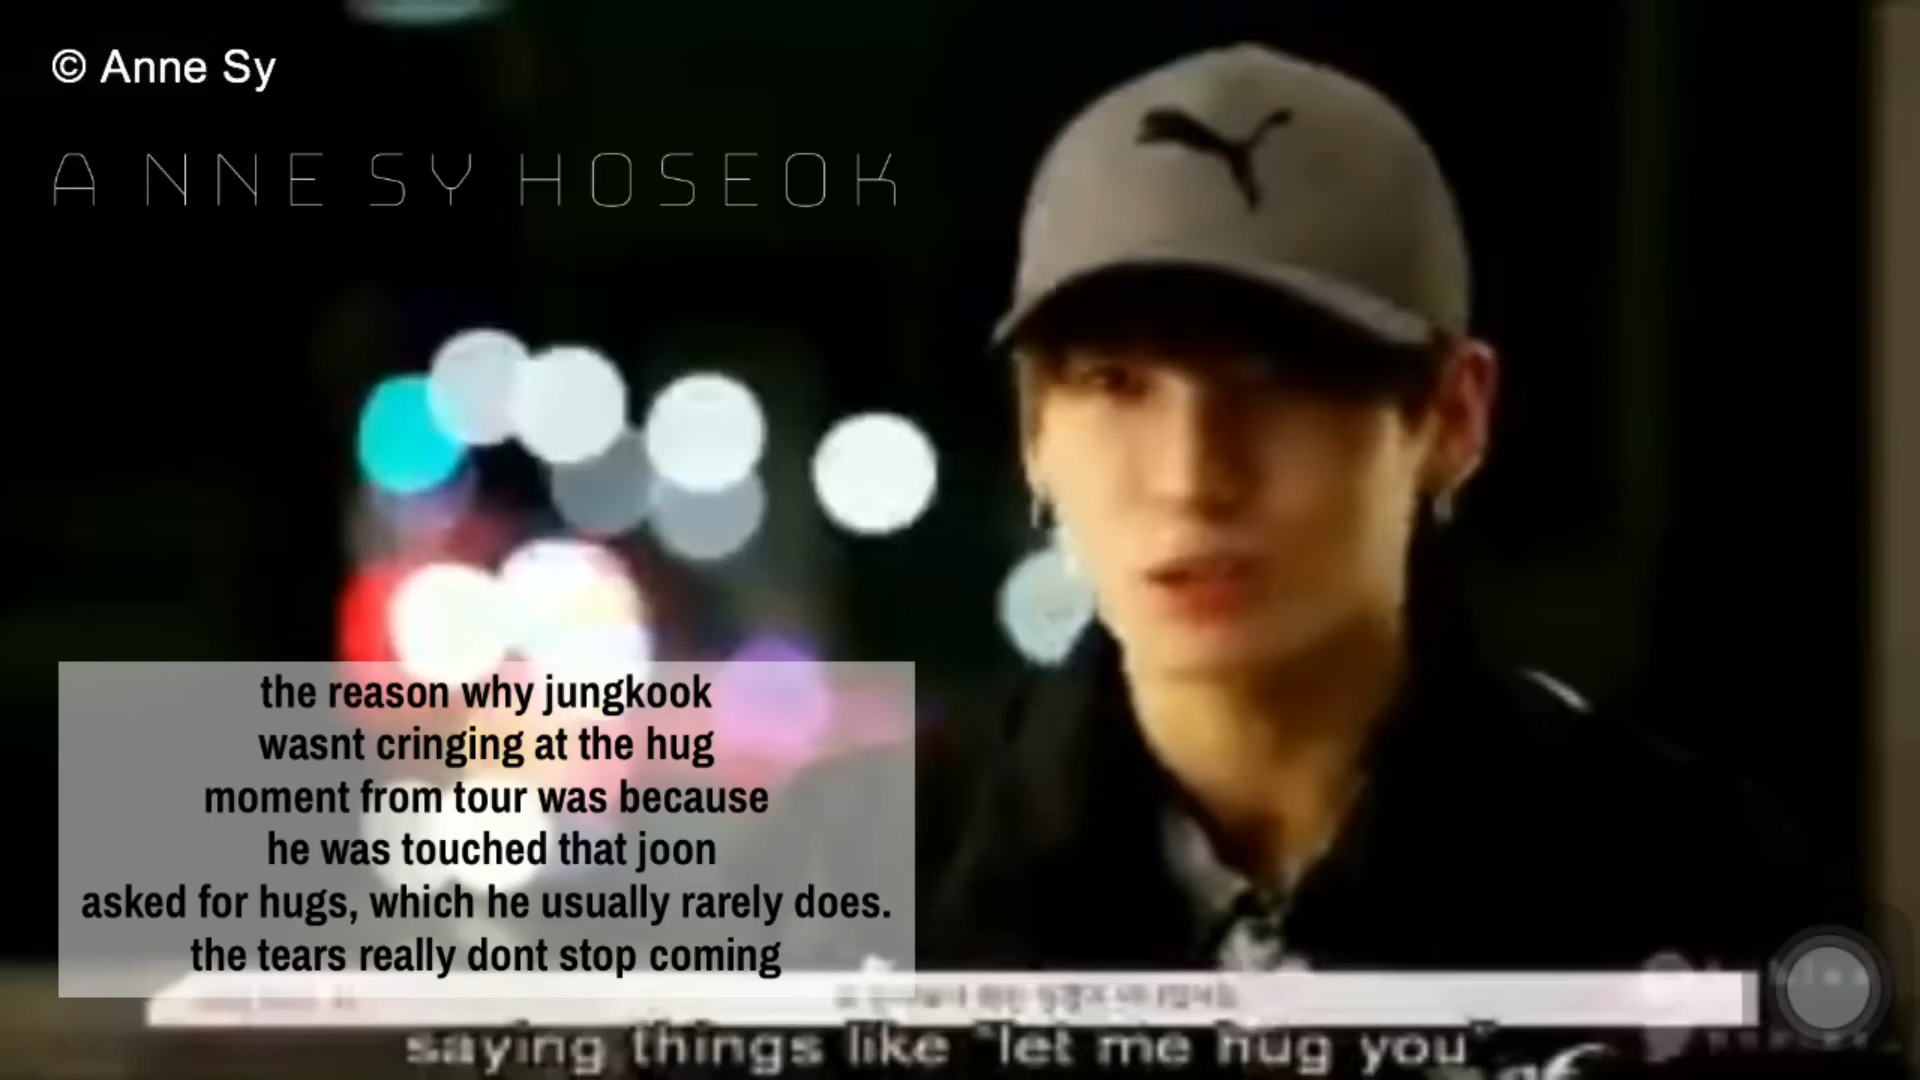 © Anne Sy
ANNE SY HOSEOK
the reason why jungkook
wasnt cringing at the hug
moment from tour was because
he was touched that joon
asked for hugs, which he usually rarely does.
the tears really dont stop coming
saying things like "let me hug you"